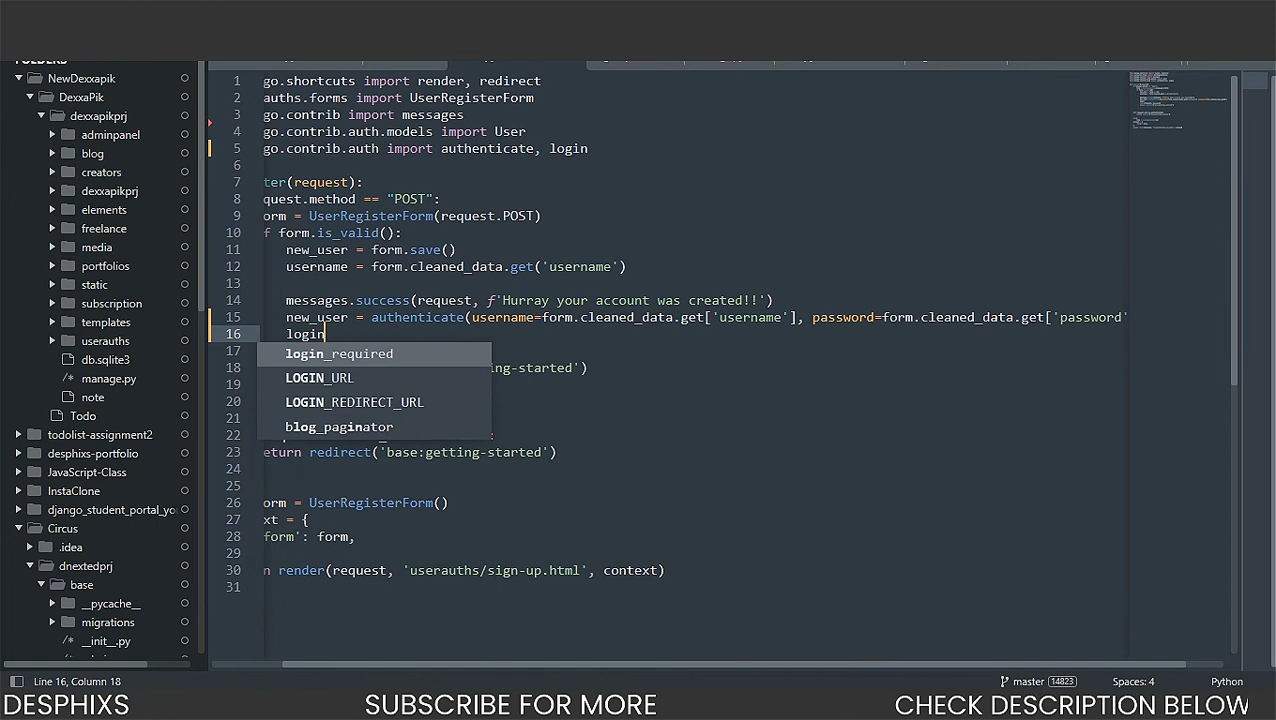 NewDexxapik
DexxaPik
dexxapikprj
adminpanel
blog
creators
dexxapikprj
elements
freelance
media
portfolios
static
subscription
templates
userauths
db.sqlite3
/* manage.py
note
Todo
todolist-assignment2
desphixs-portfolio
JavaScript-Class
InstaClone
django_student_portal_yo
Circus
.idea
dnextedprj
base
__pycache__
migrations
/* __init__.py
1 go.shortcuts import render, redirect
2 auths.forms import UserRegisterForm
3 go.contrib import messages
4 go.contrib.auth.models import User
5 go.contrib.auth import authenticate, login
6
7 ter(request):
8 quest.method == "POST":
9 orm = UserRegisterForm(request.POST)
10 f form.is_valid():
11 new_user = form.save()
12 username = form.cleaned_data.get('username')
13
14 messages.success(request, f'Hurray your account was created!!')
15 new_user = authenticate(username=form.cleaned_data.get['username'], password=form.cleaned_data.get['password'
16 login
17 login_required
18 ng-started')
19 LOGIN_URL
20 LOGIN_REDIRECT_URL
21
22 blog_paginator :
23 eturn redirect('base:getting-started')
24
25
26 orm = UserRegisterForm()
27 xt = {
28 form': form,
29
30 n render(request, 'userauths/sign-up.html', context)
31
Line 16, Column 18
master 14823
Spaces: 4
Python
DESPHIXS
SUBSCRIBE FOR MORE
CHECK DESCRIPTION BELOW